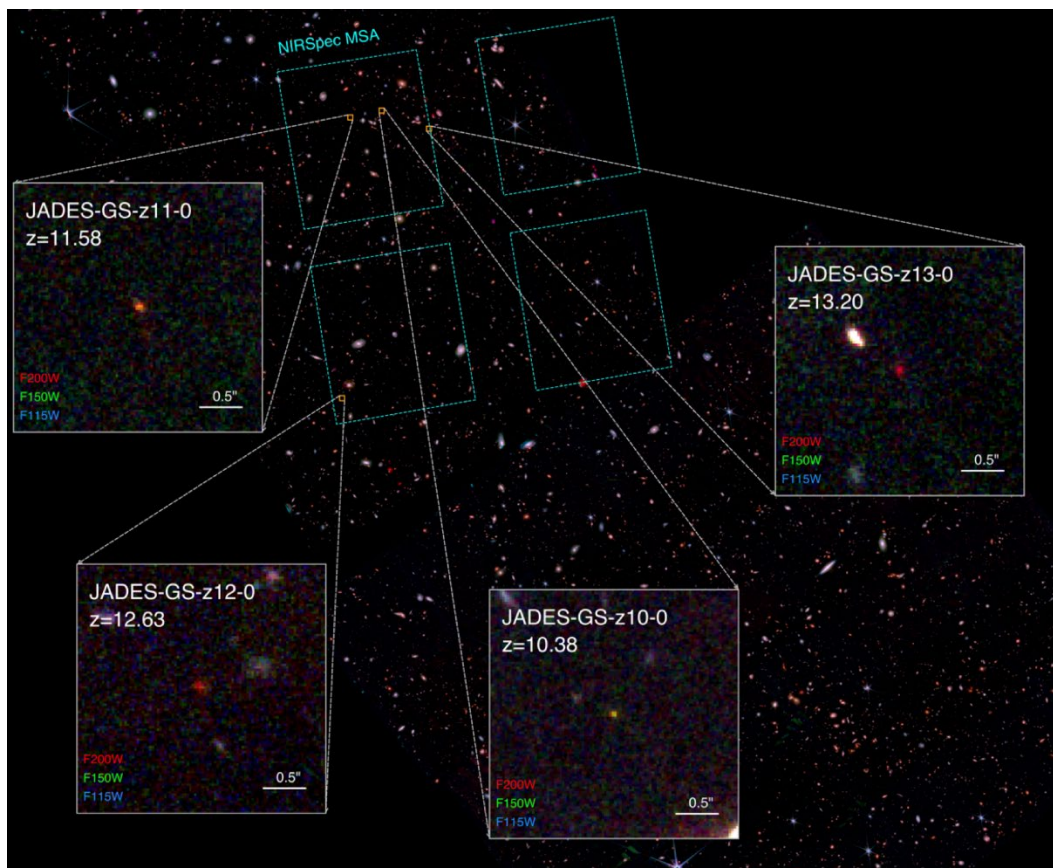 NIRSpec MSA
JADES-GS-z11-0
z=11.58
F200W
F150W
F115W
0.5"
JADES-GS-z13-0
z=13.20
F200W
F150W
F115W
0.5"
JADES-GS-z12-0
z=12.63
F200W
F150W
F115W
0.5"
JADES-GS-z10-0
z=10.38
F200W
F150W
F115W
0.5"